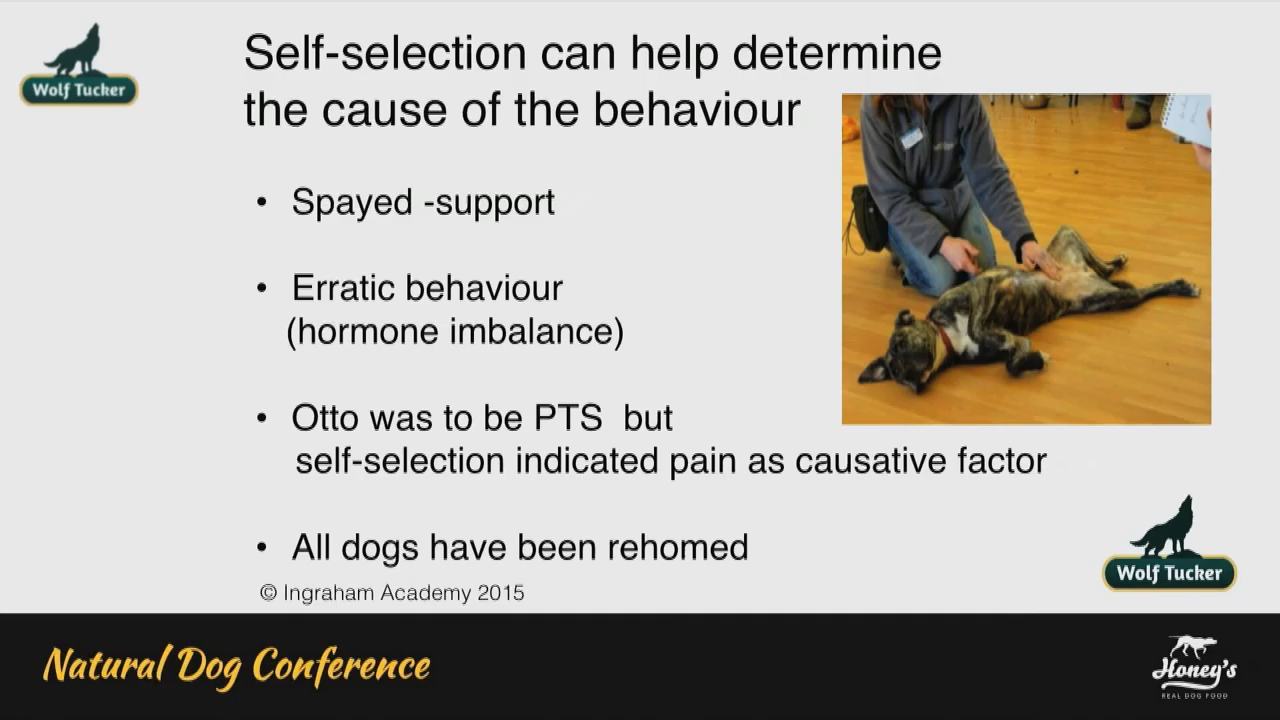 Wolf Tucker
Self-selection can help determine
the cause of the behaviour
• Spayed -support
• Erratic behaviour
(hormone imbalance)
• Otto was to be PTS but
self-selection indicated pain as causative factor
• All dogs have been rehomed
© Ingraham Academy 2015
Wolf Tucker
Natural Dog Conference
Honey's
REAL DOG FOOD